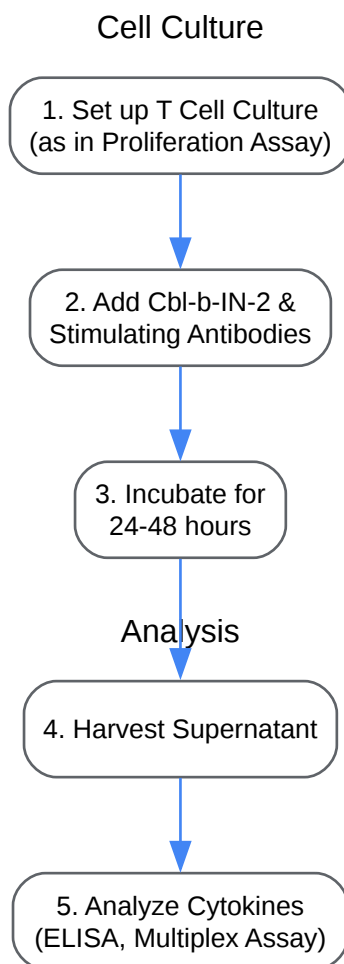 Cell Culture
1. Set up T Cell Culture
(as in Proliferation Assay)
2. Add Cbl-b-IN-2 &
Stimulating Antibodies
3. Incubate for
24-48 hours
Analysis
4. Harvest Supernatant
5. Analyze Cytokines
(ELISA, Multiplex Assay)